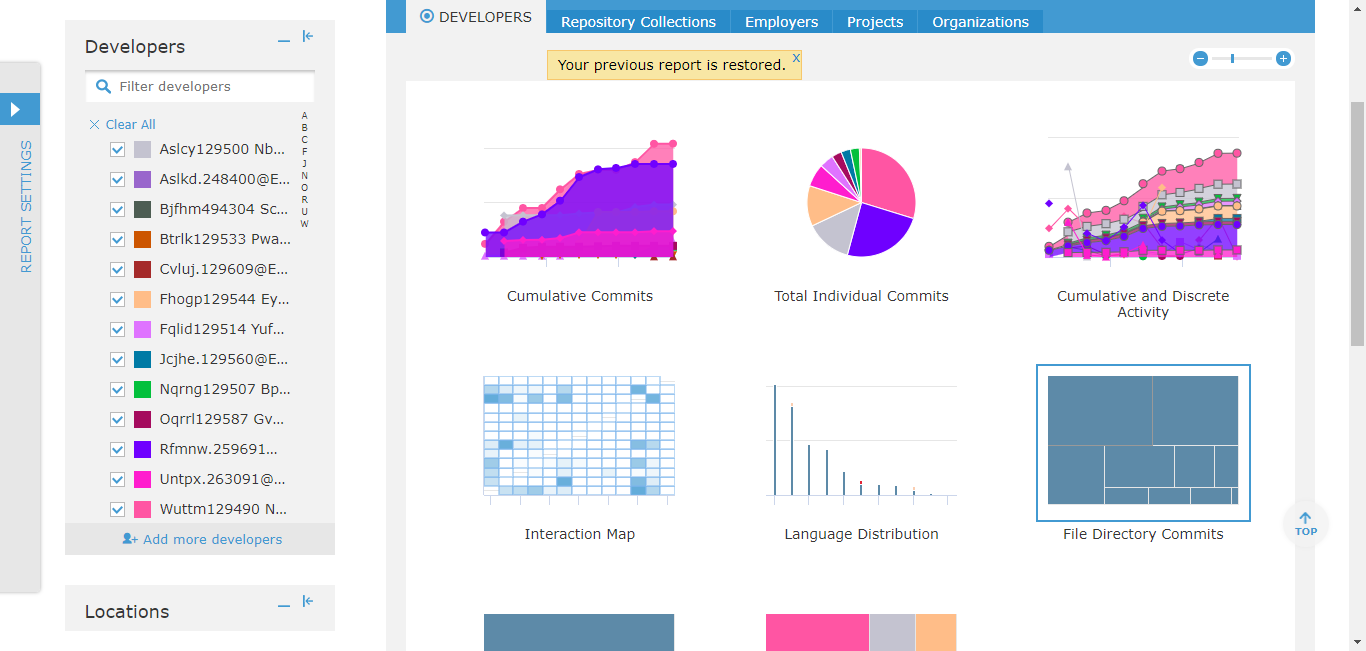 DEVELOPERS
Repository Collections
Employers
Projects
Organizations
Your previous report is restored.
X
REPORT SETTINGS
Developers
Filter developers
Clear All
A
B
C
F
J
N
O
R
U
W
Aslcy129500 Nb...
Aslkd.248400@E...
Bjfhm494304 Sc...
Btrlk129533 Pwa...
Cvluj.129609@E...
Fhogp129544 Ey...
Fqlid129514 Yuf...
Jcjhe.129560@E...
Nqrng129507 Bp...
Oqrrl129587 Gv...
Rfmnw.259691...
Untpx.263091@...
Wuttm129490 N...
Add more developers
Locations
Cumulative Commits
Total Individual Commits
Cumulative and Discrete
Activity
Interaction Map
Language Distribution
File Directory Commits
TOP